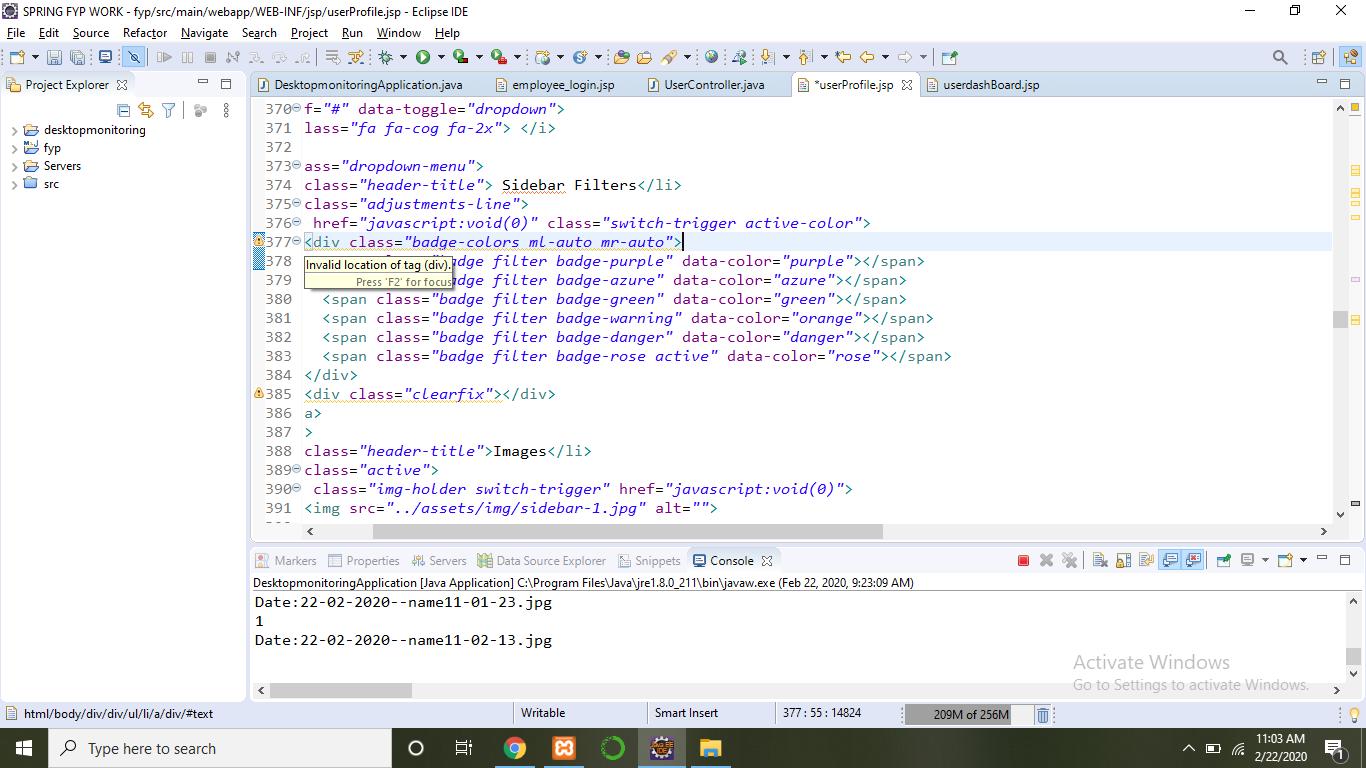 SPRING FYP WORK - fyp/src/main/webapp/WEB-INF/jsp/userProfile.jsp - Eclipse IDE
File Edit Source Refactor Navigate Search Project Run Window Help
Project Explorer
desktopmonitoring
fyp
Servers
src
DesktopmonitoringApplication.java employee_login.jsp UserController.java *userProfile.jsp userdashBoard.jsp
370 f="#" data-toggle="dropdown">
371 lass="fa fa-cog fa-2x"> </i>
372
373 ass="dropdown-menu">
374 class="header-title"> Sidebar Filters</li>
375 class="adjustments-line">
376 href="javascript:void(0)" class="switch-trigger active-color">
377 <div class="badge-colors ml-auto mr-auto">
378 adge filter badge-purple" data-color="purple"></span>
Invalid location of tag (div).
379 adge filter badge-azure" data-color="azure"></span>
Press 'F2' for focus
380 <span class="badge filter badge-green" data-color="green"></span>
381 <span class="badge filter badge-warning" data-color="orange"></span>
382 <span class="badge filter badge-danger" data-color="danger"></span>
383 <span class="badge filter badge-rose active" data-color="rose"></span>
384 </div>
385 <div class="clearfix"></div>
386 a>
387 >
388 class="header-title">Images</li>
389 class="active">
390 class="img-holder switch-trigger" href="javascript:void(0)">
391 <img src="../assets/img/sidebar-1.jpg" alt="">
Markers Properties Servers Data Source Explorer Snippets Console
DesktopmonitoringApplication [Java Application] C:\Program Files\Java\jre1.8.0_211\bin\javaw.exe (Feb 22, 2020, 9:23:09 AM)
Date:22-02-2020--name11-01-23.jpg
1
Date:22-02-2020--name11-02-13.jpg
Activate Windows
Go to Settings to activate Windows.
html/body/div/div/ul/li/a/div/#text Writable Smart Insert 377 : 55 : 14824 209M of 256M
Type here to search
11:03 AM
2/22/2020
1